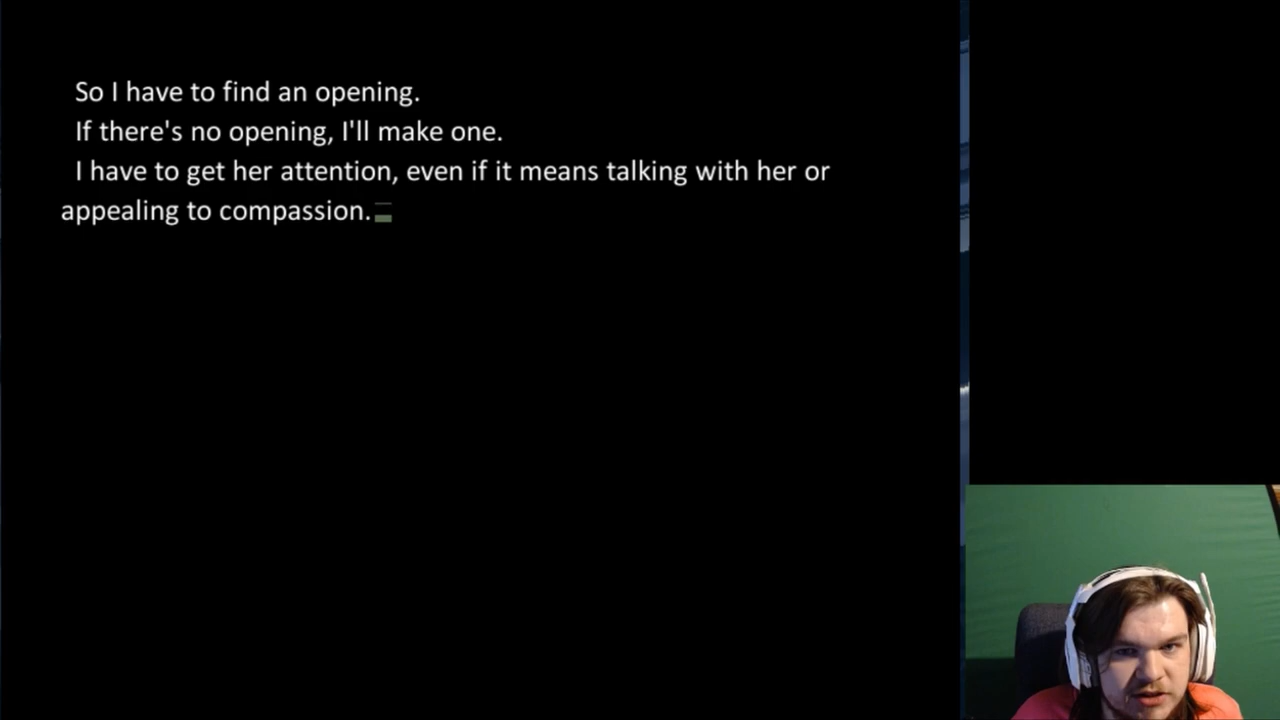 So I have to find an opening.
If there's no opening, I'll make one.
I have to get her attention, even if it means talking with her or
appealing to compassion.